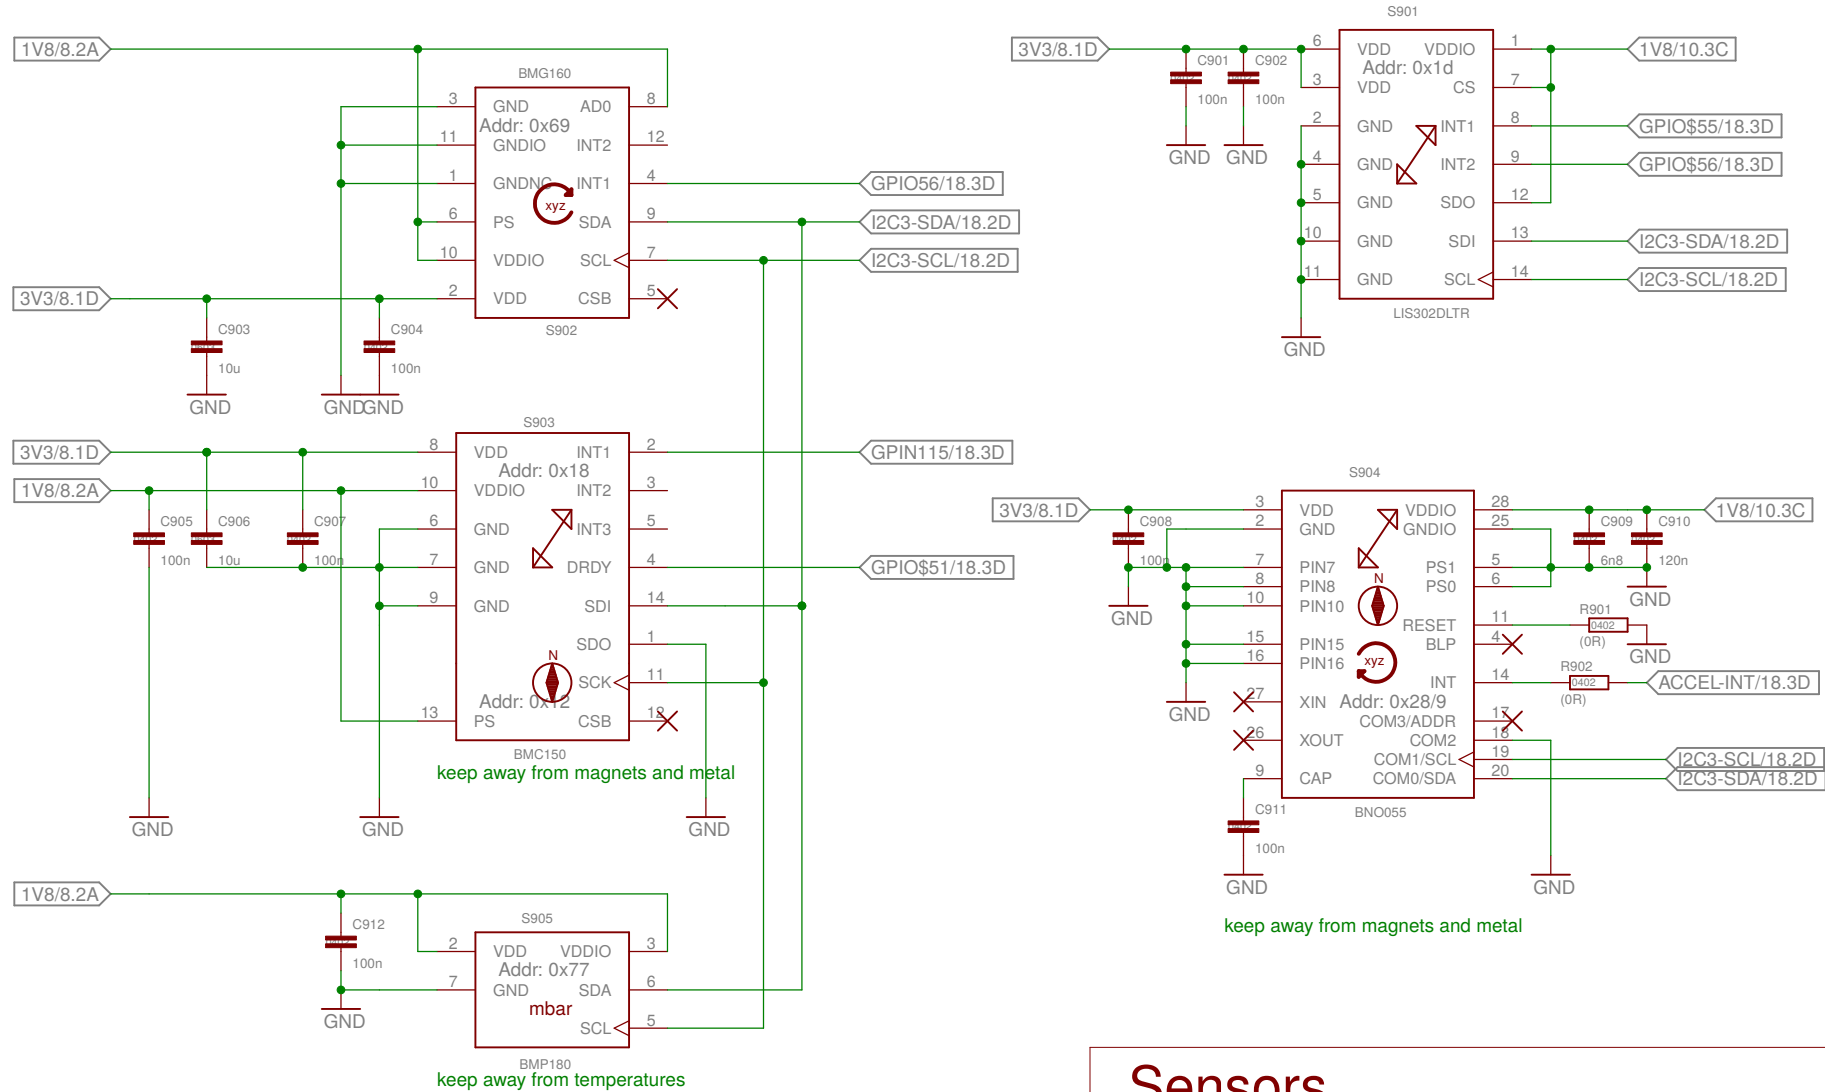 1V8/8.2A
BMG160
3 GND AD0 8
Addr: 0x69
11 GNDIO INT2 12
1 GNDNC INT1 4 GPIO56/18.3D
xyz
6 PS SDA 9 I2C3-SDA/18.2D
10 VDDIO SCL 7 I2C3-SCL/18.2D
3V3/8.1D 2 VDD CSB 5
S902
C903 C904
10u 100n
GND GND GND
S901
3V3/8.1D C901 C902 6 VDD VDDIO 1 1V8/10.3C
Addr: 0x1d
100n 100n 3 VDD CS 7
2 GND INT1 8 GPIO$55/18.3D
GND GND
4 GND INT2 9 GPIO$56/18.3D
5 GND SDO 12
10 GND SDI 13 I2C3-SDA/18.2D
11 GND SCL 14 I2C3-SCL/18.2D
LIS302DLTR
GND
S903
3V3/8.1D 8 VDD INT1 2 GPIN115/18.3D
Addr: 0x18
1V8/8.2A 10 VDDIO INT2 3
C905 C906 C907 6 GND INT3 5
100n 10u 100n 7 GND DRDY 4 GPIO$51/18.3D
9 GND SDI 14
SDO 1
N
SCK 11
Addr: 0x12
13 PS CSB 12
BMC150
keep away from magnets and metal
GND GND GND
S904
3V3/8.1D 3 VDD VDDIO 28 1V8/10.3C
C908 2 GND GNDIO 25 C909 C910
100n 7 PIN7 PS1 5 6n8 120n
8 PIN8 PS0 6
N
10 PIN10 GND
GND RESET 11 R901 0402 (0R)
15 PIN15 BLP 4
16 PIN16 GND
xyz
INT 14 R902 0402 (0R) ACCEL-INT/18.3D
27 XIN Addr: 0x28/9
GND COM3/ADDR 17
26 XOUT COM2 18
COM1/SCL 19 I2C3-SCL/18.2D
9 CAP COM0/SDA 20 I2C3-SDA/18.2D
C911 BNO055
100n
GND GND
keep away from magnets and metal
1V8/8.2A
S905
C912
100n
2 VDD VDDIO 3
Addr: 0x77
7 GND SDA 6
mbar
GND SCL 5
BMP180
keep away from temperatures
Sensors